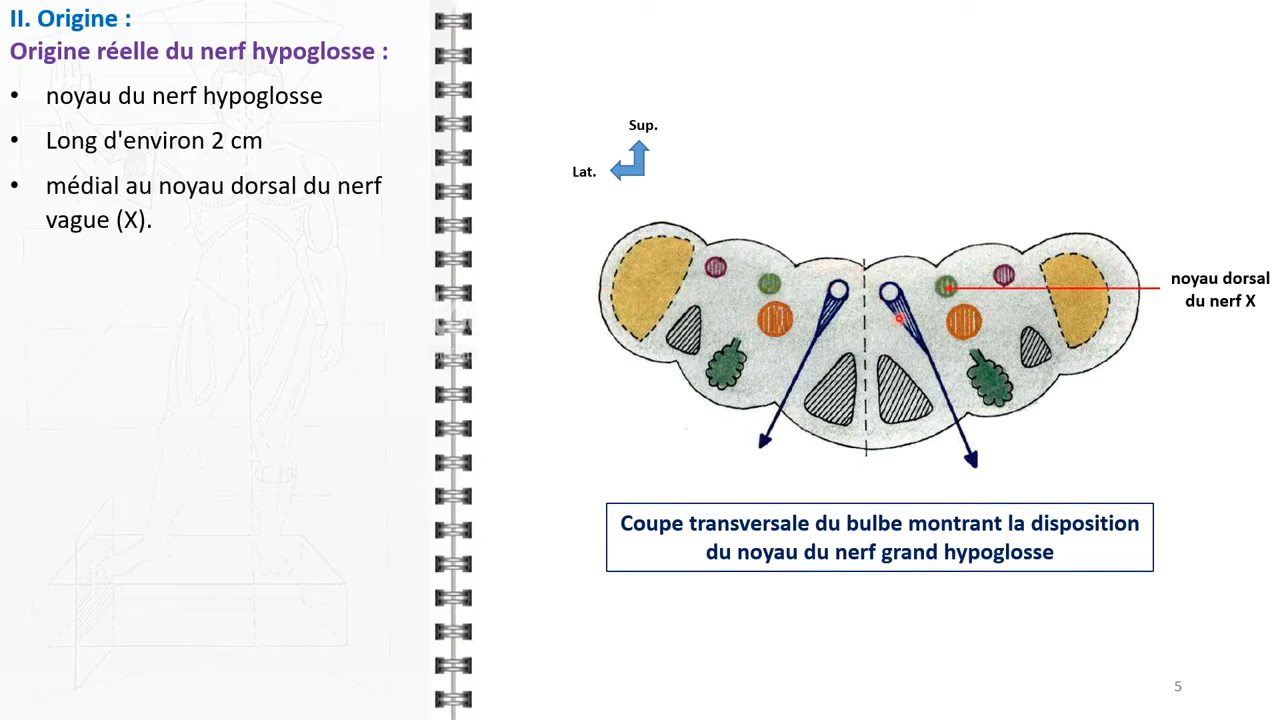 II. Origine :
Origine réelle du nerf hypoglosse :
• noyau du nerf hypoglosse
• Long d'environ 2 cm
• médial au noyau dorsal du nerf
vague (X).
Sup.
Lat.
noyau dorsal
du nerf X
Coupe transversale du bulbe montrant la disposition
du noyau du nerf grand hypoglosse
5